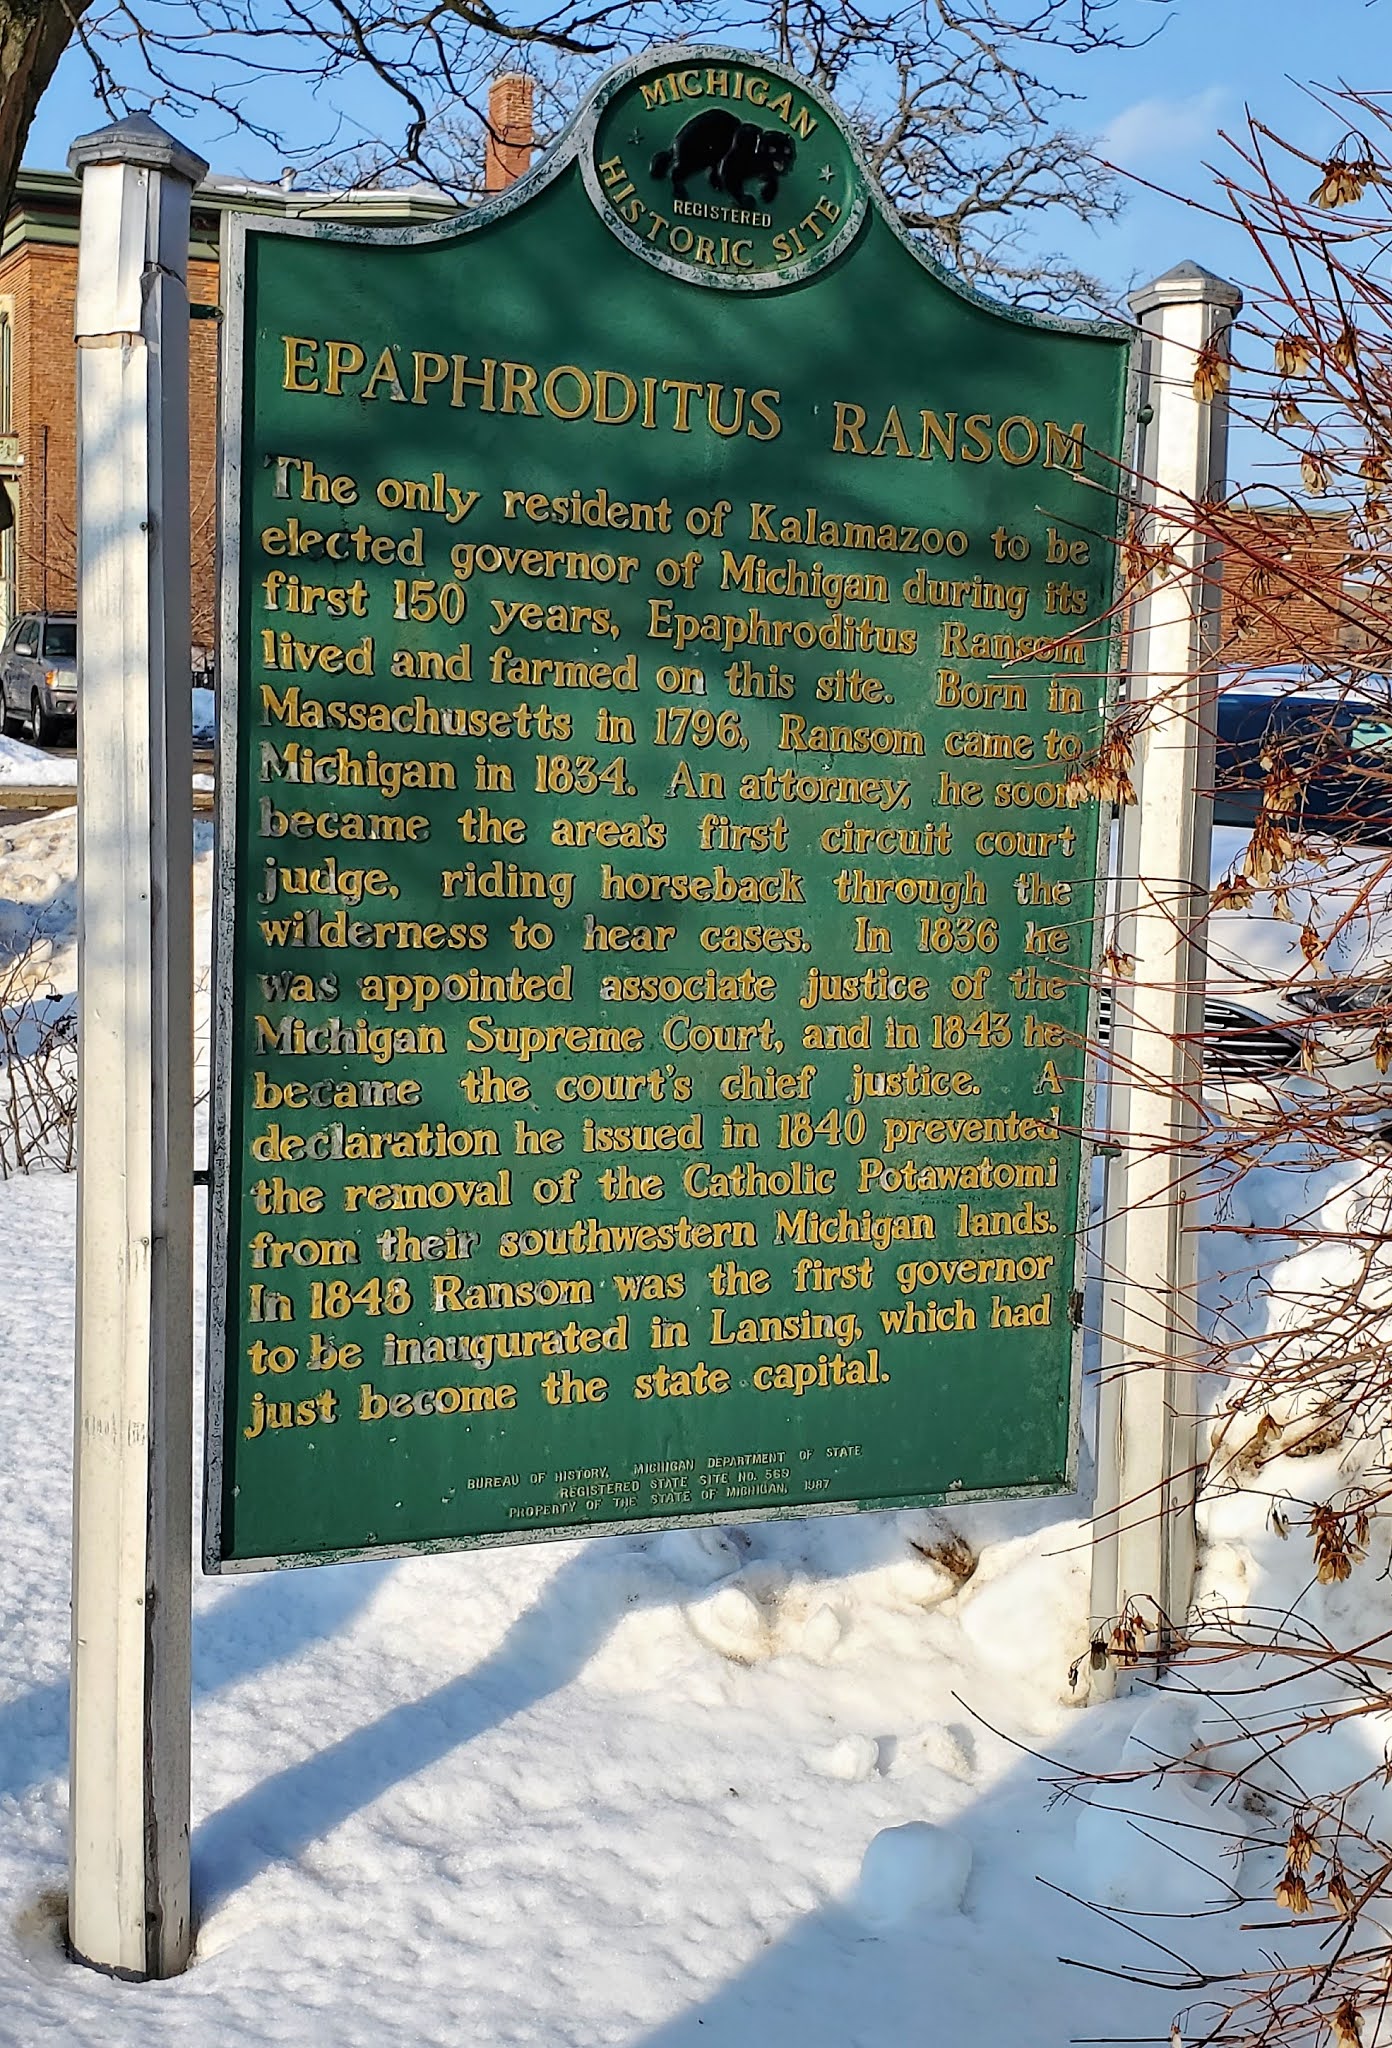 MICHIGAN
REGISTERED
HISTORIC SITE
EPAPHRODITUS RANSOM
The only resident of Kalamazoo to be
elected governor of Michigan during its
first 150 years, Epaphroditus Ransom
lived and farmed on this site. Born in
Massachusetts in 1796, Ransom came to
Michigan in 1834. An attorney, he soon
became the area's first circuit court
judge, riding horseback through the
wilderness to hear cases. In 1836 he
was appointed associate justice of the
Michigan Supreme Court, and in 1843 he
became the court's chief justice. A
declaration he issued in 1840 prevented
the removal of the Catholic Potawatomi
from their southwestern Michigan lands.
In 1848 Ransom was the first governor
to be inaugurated in Lansing, which had
just become the state capital.
BUREAU OF HISTORY, MICHIGAN DEPARTMENT OF STATE
REGISTERED STATE SITE NO. 569
PROPERTY OF THE STATE OF MICHIGAN, 1987